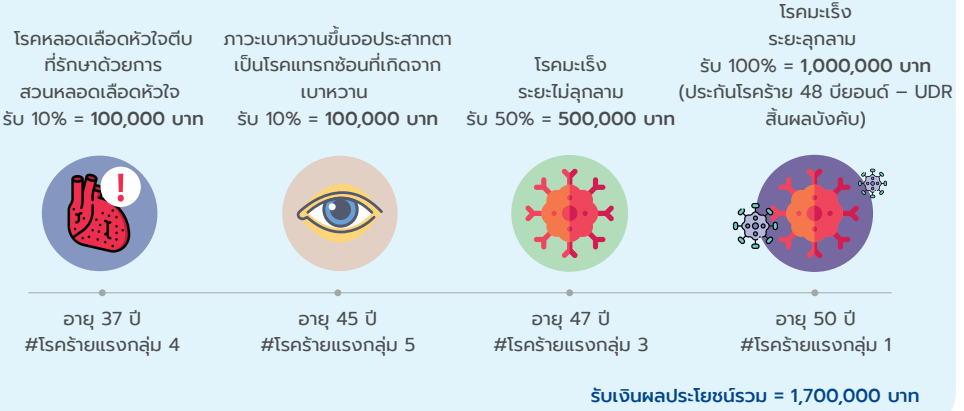 โรคหลอดเลือดหัวใจตีบ
ที่รักษาด้วยการ
สวนหลอดเลือดหัวใจ
รับ 10% = 100,000 บาท
ภาวะเบาหวานขึ้นจอประสาทตา
เป็นโรคแทรกซ้อนที่เกิดจาก
เบาหวาน
รับ 10% = 100,000 บาท
โรคมะเร็ง
ระยะไม่ลุกลาม
รับ 50% = 500,000 บาท
โรคมะเร็ง
ระยะลุกลาม
รับ 100% = 1,000,000 บาท
(ประกันโรคร้าย 48 บียอนด์ – UDR
สิ้นผลบังคับ)
!
อายุ 37 ปี
#โรคร้ายแรงกลุ่ม 4
อายุ 45 ปี
#โรคร้ายแรงกลุ่ม 5
อายุ 47 ปี
#โรคร้ายแรงกลุ่ม 3
อายุ 50 ปี
#โรคร้ายแรงกลุ่ม 1
รับเงินผลประโยชน์รวม = 1,700,000 บาท